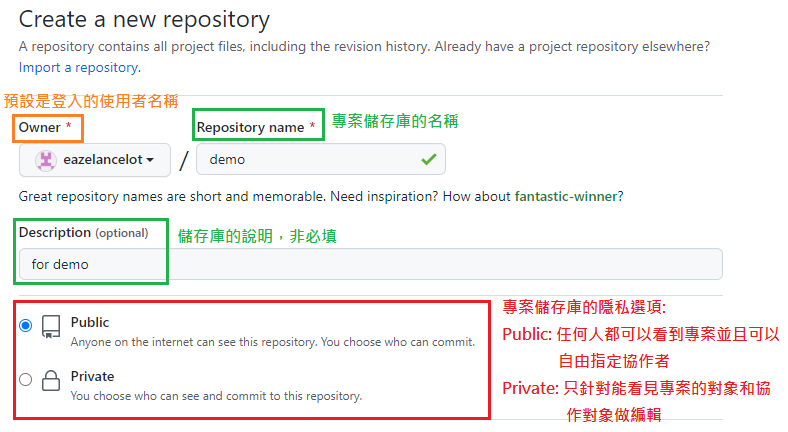 Create a new repository
A repository contains all project files, including the revision history. Already have a project repository elsewhere?
Import a repository.
預設是登入的使用者名稱
Owner *
Repository name *
專案儲存庫的名稱
eazelancelot
/
demo
Great repository names are short and memorable. Need inspiration? How about fantastic-winner?
Description (optional)
儲存庫的說明，非必填
for demo
Public
Anyone on the internet can see this repository. You choose who can commit.
Private
You choose who can see and commit to this repository.
專案儲存庫的隱私選項:
Public: 任何人都可以看到專案並且可以
自由指定協作者
Private: 只針對能看見專案的對象和協
作對象做編輯